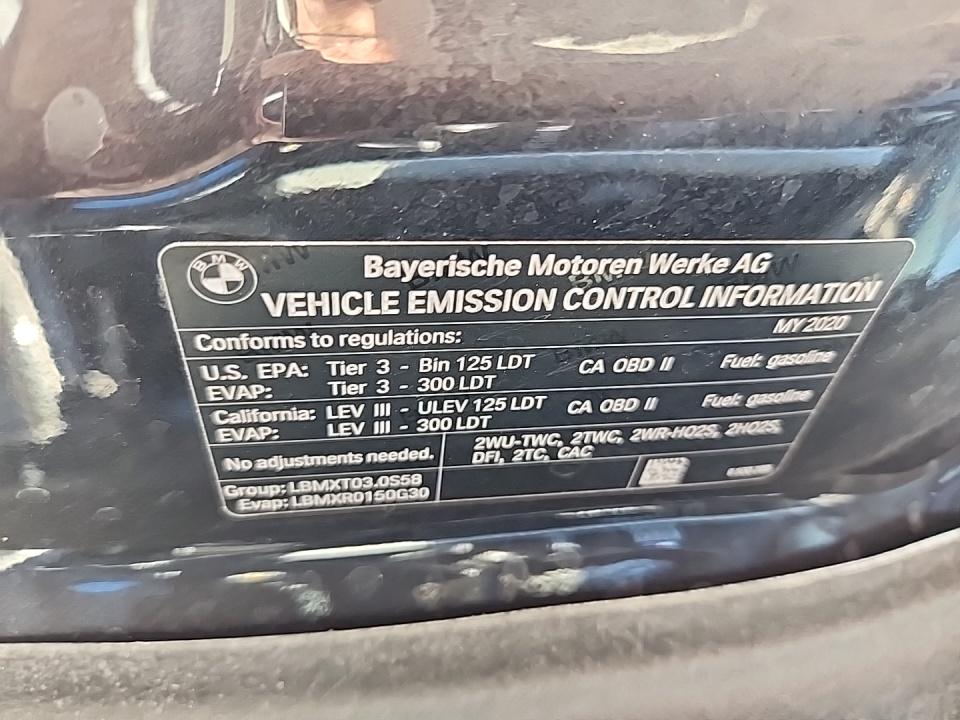 BMW
Bayerische Motoren Werke AG
VEHICLE EMISSION CONTROL INFORMATION
Conforms to regulations: MY 2020
U.S. EPA: Tier 3 - Bin 125 LDT CA OBD II Fuel: gasoline
EVAP: Tier 3 - 300 LDT
California: LEV III - ULEV 125 LDT CA OBD II Fuel: gasoline
EVAP: LEV III - 300 LDT
No adjustments needed.
2WU-TWC, 2TWC, 2WR-HO2S, 2HO2S,
DFI, 2TC, CAC
Group: LBMXT03.0S58
Evap: LBMXR0150G30